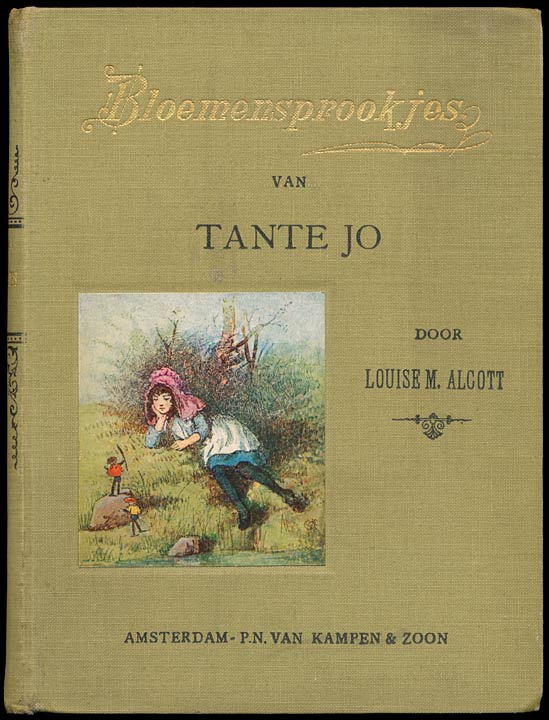 Bloemensprookjes
VAN
TANTE JO
DOOR
LOUISE M. ALCOTT
AMSTERDAM - P.N. VAN KAMPEN & ZOON